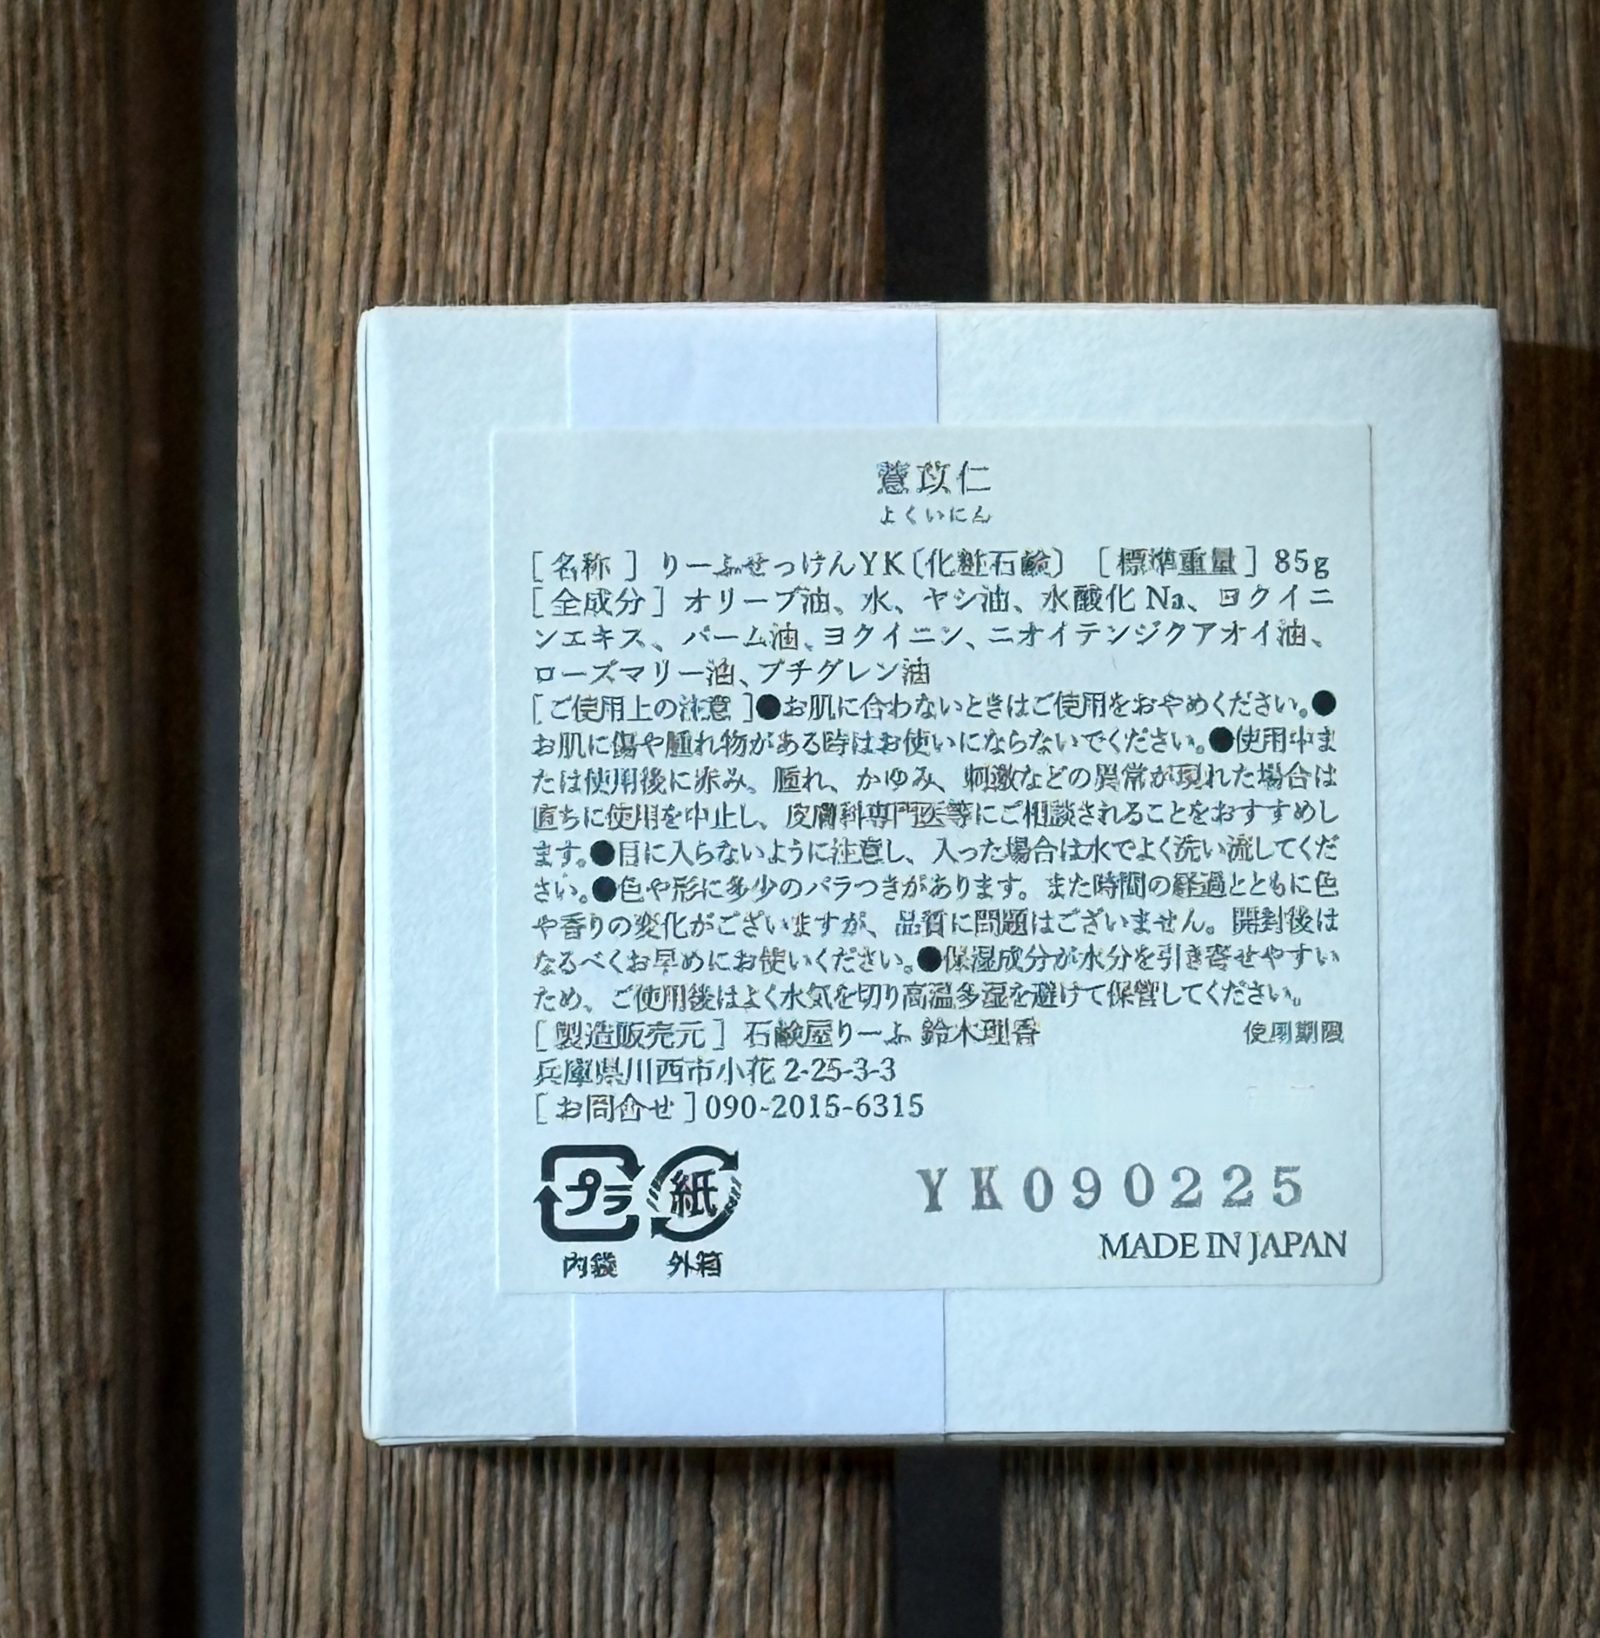 薏苡仁
よくいにん
［ 名称 ］ りーふせっけんYK〔化粧石鹸〕 ［ 標準重量 ］ 85g
［ 全成分 ］ オリーブ油、水、ヤシ油、水酸化 Na、ヨクイニ
ンエキス、パーム油、ヨクイニン、ニオイテンジクアオイ油、
ローズマリー油、プチグレン油
［ ご使用上の注意 ］●お肌に合わないときはご使用をおやめください。●
お肌に傷や腫れ物がある時はお使いにならないでください。●使用中ま
たは使用後に赤み、腫れ、かゆみ、刺激などの異常が現れた場合は
直ちに使用を中止し、皮膚科専門医等にご相談されることをおすすめし
ます。●目に入らないように注意し、入った場合は水でよく洗い流してくだ
さい。●色や形に多少のバラつきがあります。また時間の経過とともに色
や香りの変化がございますが、品質に問題はございません。開封後は
なるべくお早めにお使いください。●保湿成分が水分を引き寄せやすい
ため、ご使用後はよく水気を切り高温多湿を避けて保管してください。
［ 製造販売元 ］ 石鹸屋りーふ 鈴木理香 使用期限
兵庫県川西市小花 2-25-3-3
［ お問合せ ］090-2015-6315
プラ 紙
YK090225
MADE IN JAPAN
内袋 外箱